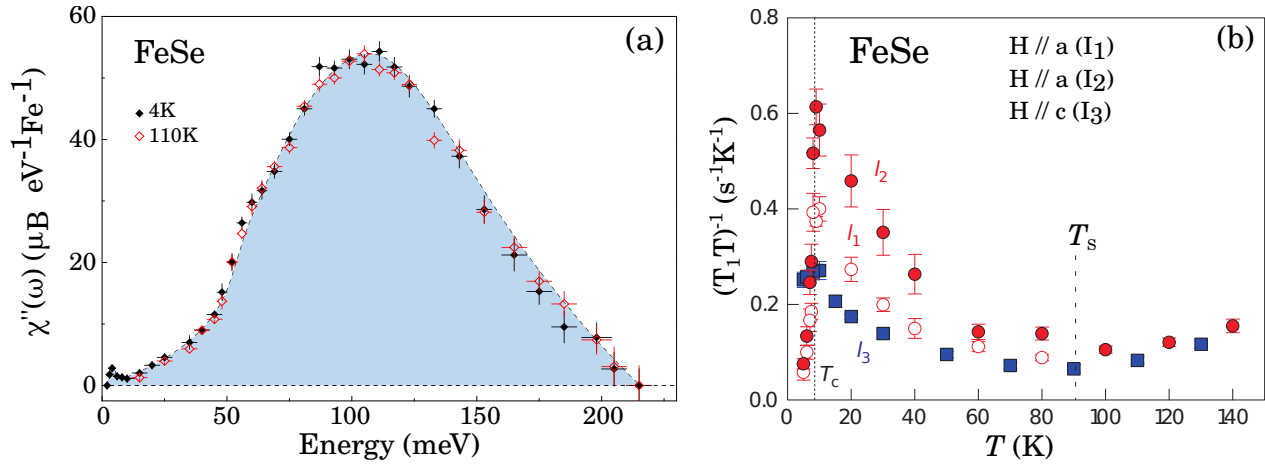 (a)
FeSe
4K
110K
χ''(ω) (μB eV⁻¹Fe⁻¹)
60
40
20
0
0 50 100 150 200
Energy (meV)
(b)
FeSe
H // a (I₁)
H // a (I₂)
H // c (I₃)
(T₁T)⁻¹ (s⁻¹K⁻¹)
0.8
0.6
0.4
0.2
0.0
I₂
I₁
I₃
T_c
T_s
0 20 40 60 80 100 120 140
T (K)